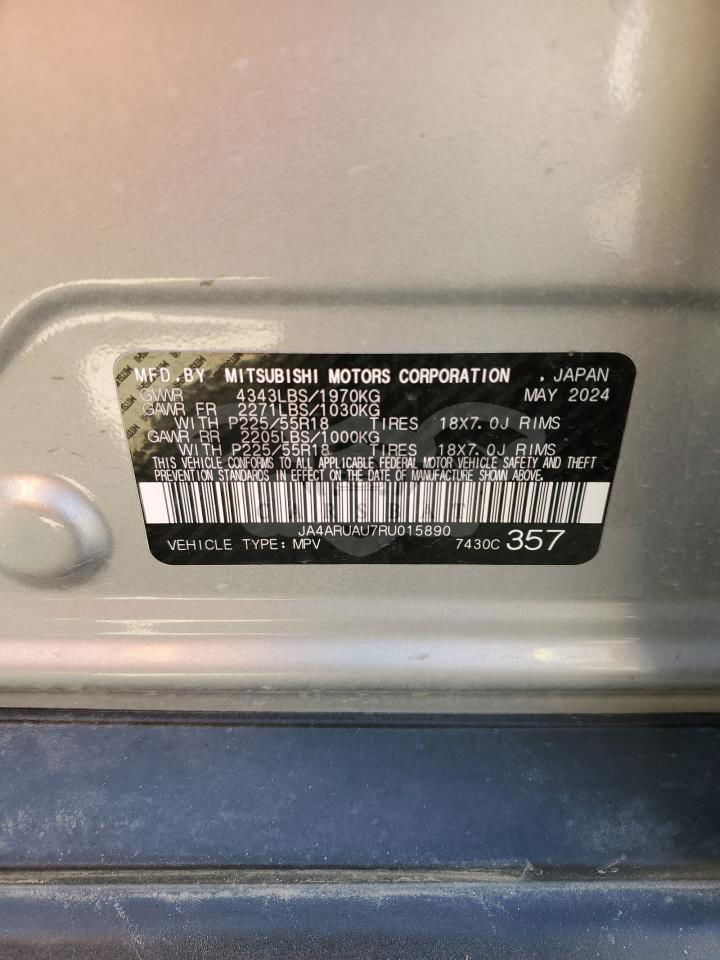 MFD.BY MITSUBISHI MOTORS CORPORATION . JAPAN
GVWR 4343LBS/1970KG MAY 2024
GAWR FR 2271LBS/1030KG
WITH P225/55R18 TIRES 18X7.0J RIMS
GAWR RR 2205LBS/1000KG
WITH P225/55R18 TIRES 18X7.0J RIMS
THIS VEHICLE CONFORMS TO ALL APPLICABLE FEDERAL MOTOR VEHICLE SAFETY AND THEFT
PREVENTION STANDARDS IN EFFECT ON THE DATE OF MANUFACTURE SHOWN ABOVE.
CARSBAT
JA4ARUAU7RU015890
VEHICLE TYPE: MPV 7430C 357